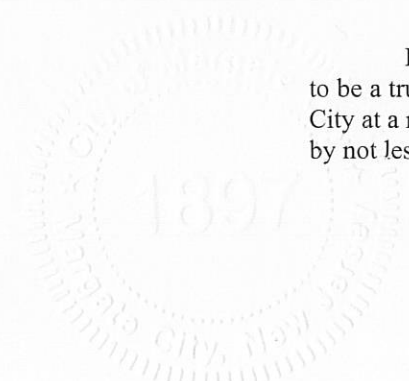 to be a tru
City at a
by not les
1897
Margate City, New Jersey